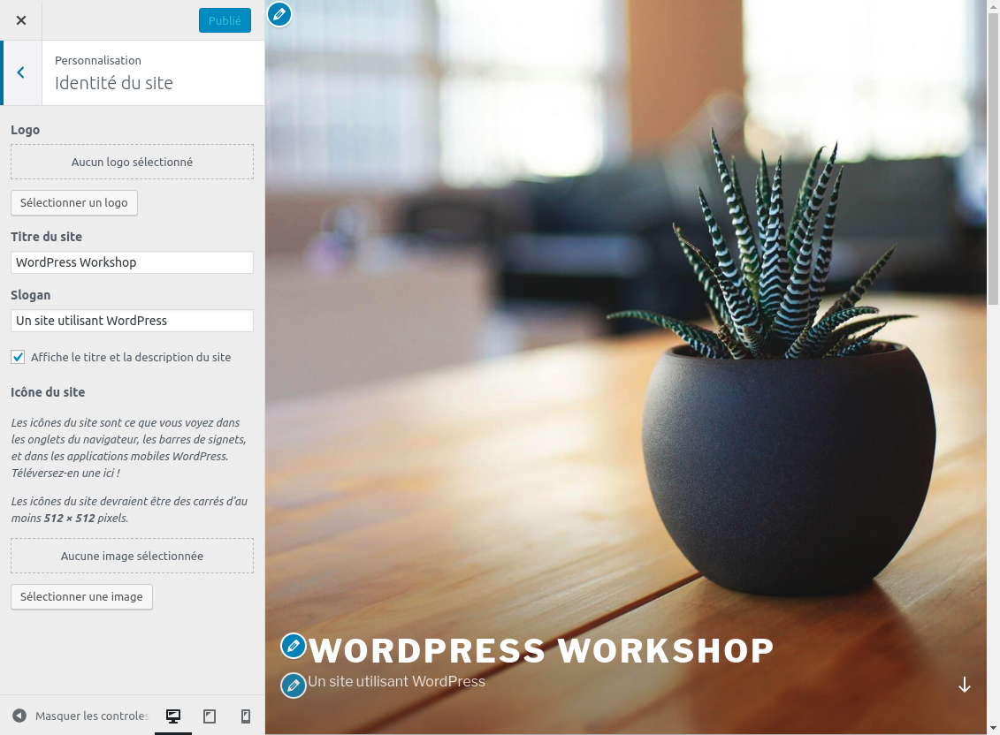 Publié
Personnalisation
Identité du site
Logo
Aucun logo sélectionné
Sélectionner un logo
Titre du site
WordPress Workshop
Slogan
Un site utilisant WordPress
Affiche le titre et la description du site
Icône du site
Les icônes du site sont ce que vous voyez dans
les onglets du navigateur, les barres de signets,
et dans les applications mobiles WordPress.
Téléversez-en une ici !
Les icônes du site devraient être des carrés d’au
moins 512 × 512 pixels.
Aucune image sélectionnée
Sélectionner une image
Masquer les controles
WORDPRESS WORKSHOP
Un site utilisant WordPress